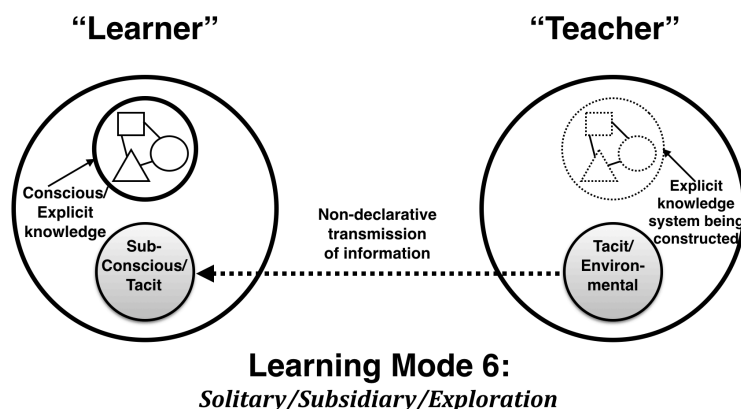 “Learner”
“Teacher”
Conscious/
Explicit
knowledge
Sub-
Conscious/
Tacit
Non-declarative
transmission
of information
Explicit
knowledge
system being
constructed
Tacit/
Environ-
mental
Learning Mode 6:
Solitary/Subsidiary/Exploration